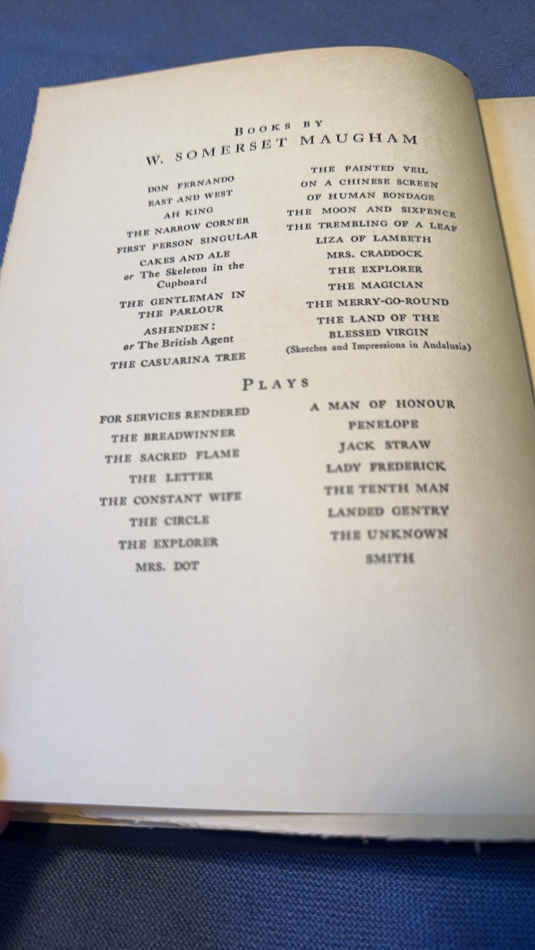 BOOKS BY
W. SOMERSET MAUGHAM
DON FERNANDO
EAST AND WEST
AH KING
THE NARROW CORNER
FIRST PERSON SINGULAR
CAKES AND ALE
or The Skeleton in the
Cupboard
THE GENTLEMAN IN
THE PARLOUR
ASHENDEN:
or The British Agent
THE CASUARINA TREE
THE PAINTED VEIL
ON A CHINESE SCREEN
OF HUMAN BONDAGE
THE MOON AND SIXPENCE
THE TREMBLING OF A LEAF
LIZA OF LAMBETH
MRS. CRADDOCK
THE EXPLORER
THE MAGICIAN
THE MERRY-GO-ROUND
THE LAND OF THE
BLESSED VIRGIN
(Sketches and Impressions in Andalusia)
PLAYS
FOR SERVICES RENDERED
THE BREADWINNER
THE SACRED FLAME
THE LETTER
THE CONSTANT WIFE
THE CIRCLE
THE EXPLORER
MRS. DOT
A MAN OF HONOUR
PENELOPE
JACK STRAW
LADY FREDERICK
THE TENTH MAN
LANDED GENTRY
THE UNKNOWN
SMITH